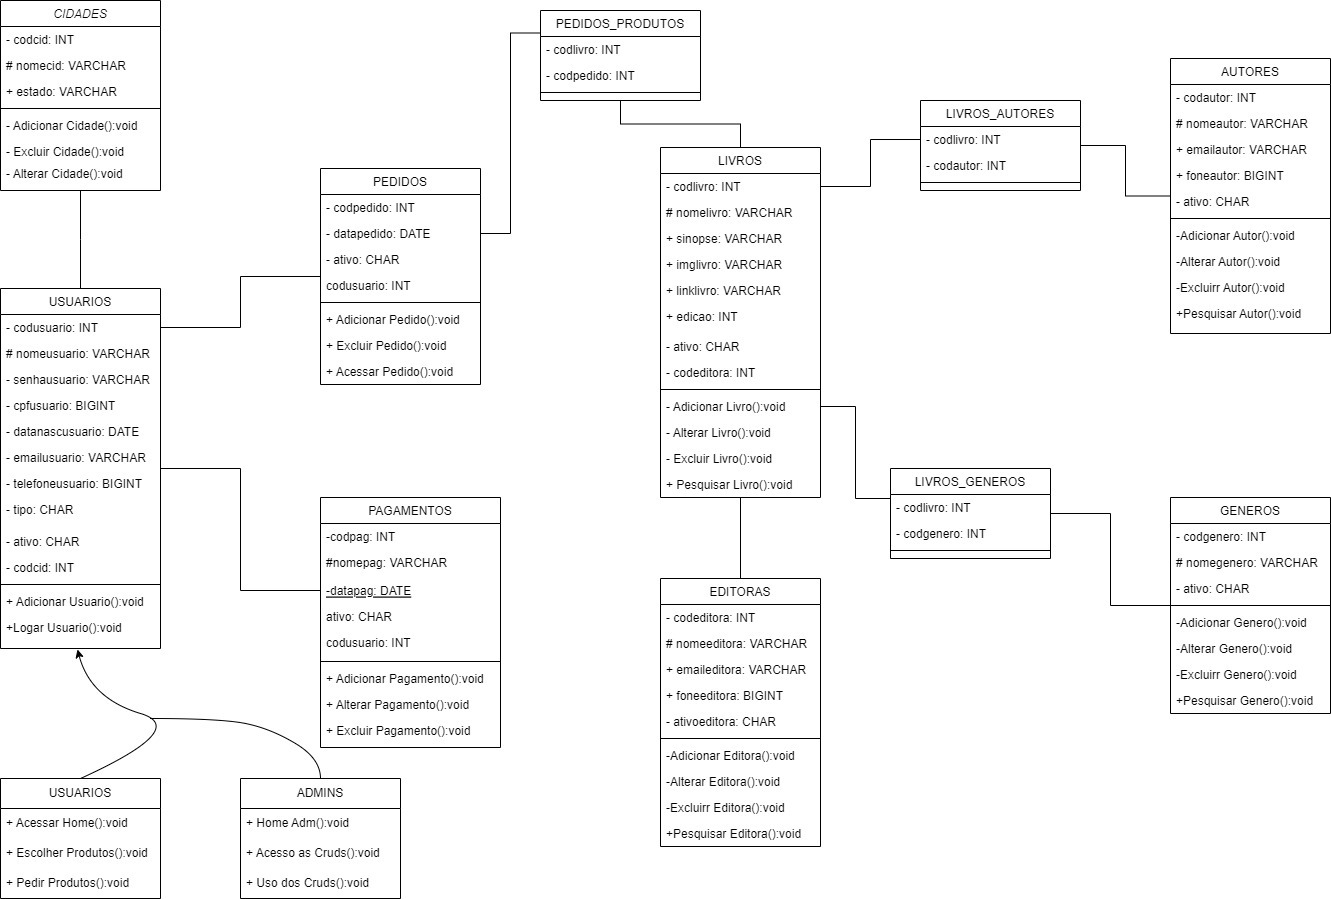 CIDADES
- codcid: INT
# nomecid: VARCHAR
+ estado: VARCHAR
- Adicionar Cidade():void
- Excluir Cidade():void
- Alterar Cidade():void
USUARIOS
- codusuario: INT
# nomeusuario: VARCHAR
- senhausuario: VARCHAR
- cpfusuario: BIGINT
- datanascusuario: DATE
- emailusuario: VARCHAR
- telefoneusuario: BIGINT
- tipo: CHAR
- ativo: CHAR
- codcid: INT
+ Adicionar Usuario():void
+Logar Usuario():void
USUARIOS
+ Acessar Home():void
+ Escolher Produtos():void
+ Pedir Produtos():void
ADMINS
+ Home Adm():void
+ Acesso as Cruds():void
+ Uso dos Cruds():void
PEDIDOS
- codpedido: INT
- datapedido: DATE
- ativo: CHAR
codusuario: INT
+ Adicionar Pedido():void
+ Excluir Pedido():void
+ Acessar Pedido():void
PAGAMENTOS
-codpag: INT
#nomepag: VARCHAR
-datapag: DATE
ativo: CHAR
codusuario: INT
+ Adicionar Pagamento():void
+ Alterar Pagamento():void
+ Excluir Pagamento():void
PEDIDOS_PRODUTOS
- codlivro: INT
- codpedido: INT
LIVROS
- codlivro: INT
# nomelivro: VARCHAR
+ sinopse: VARCHAR
+ imglivro: VARCHAR
+ linklivro: VARCHAR
+ edicao: INT
- ativo: CHAR
- codeditora: INT
- Adicionar Livro():void
- Alterar Livro():void
- Excluir Livro():void
+ Pesquisar Livro():void
EDITORAS
- codeditora: INT
# nomeeditora: VARCHAR
+ emaileditora: VARCHAR
+ foneeditora: BIGINT
- ativoeditora: CHAR
-Adicionar Editora():void
-Alterar Editora():void
-Excluirr Editora():void
+Pesquisar Editora():void
LIVROS_AUTORES
- codlivro: INT
- codautor: INT
LIVROS_GENEROS
- codlivro: INT
- codgenero: INT
AUTORES
- codautor: INT
# nomeautor: VARCHAR
+ emailautor: VARCHAR
+ foneautor: BIGINT
- ativo: CHAR
-Adicionar Autor():void
-Alterar Autor():void
-Excluirr Autor():void
+Pesquisar Autor():void
GENEROS
- codgenero: INT
# nomegenero: VARCHAR
- ativo: CHAR
-Adicionar Genero():void
-Alterar Genero():void
-Excluirr Genero():void
+Pesquisar Genero():void